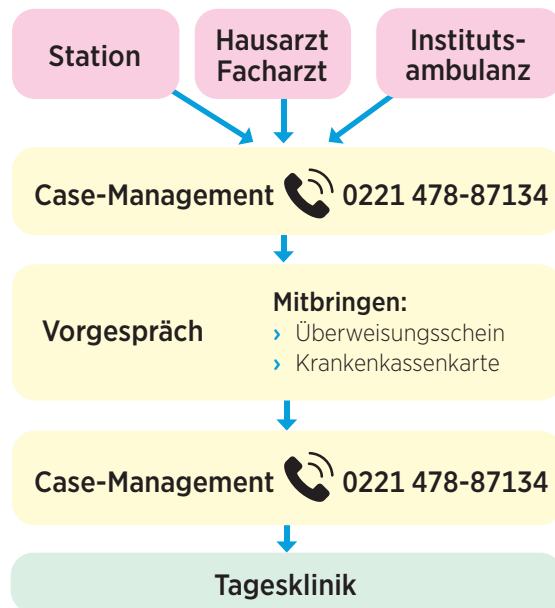 Station
Hausarzt
Facharzt
Instituts-
ambulanz
Case-Management 0221 478-87134
Vorgespräch
Mitbringen:
› Überweisungsschein
› Krankenkassenkarte
Case-Management 0221 478-87134
Tagesklinik